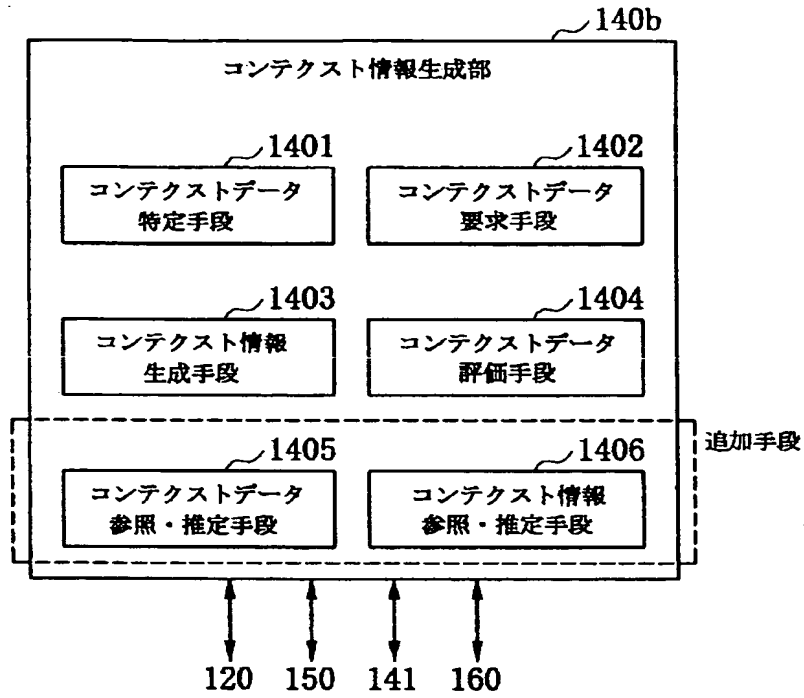 140b
コンテクスト情報生成部
1401
コンテクストデータ
特定手段
1402
コンテクストデータ
要求手段
1403
コンテクスト情報
生成手段
1404
コンテクストデータ
評価手段
追加手段
1405
コンテクストデータ
参照・推定手段
1406
コンテクスト情報
参照・推定手段
120 150 141 160